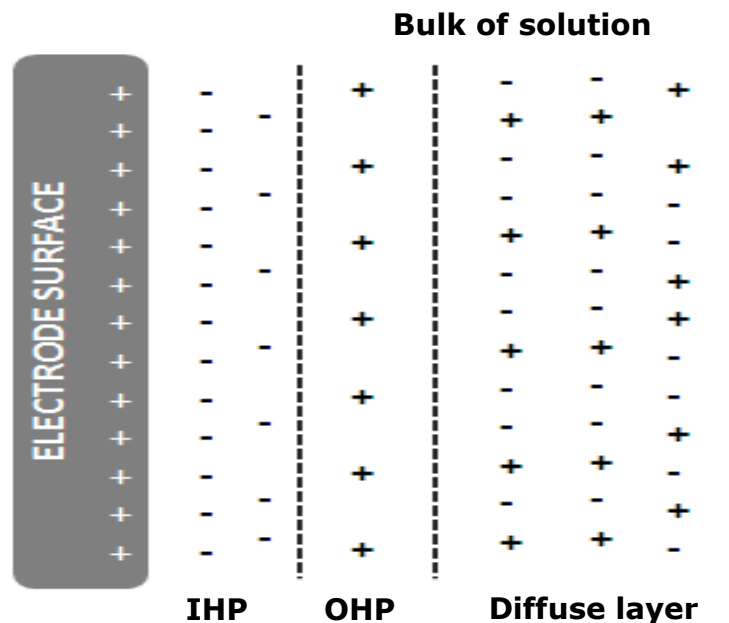 Bulk of solution
ELECTRODE SURFACE
IHP OHP Diffuse layer